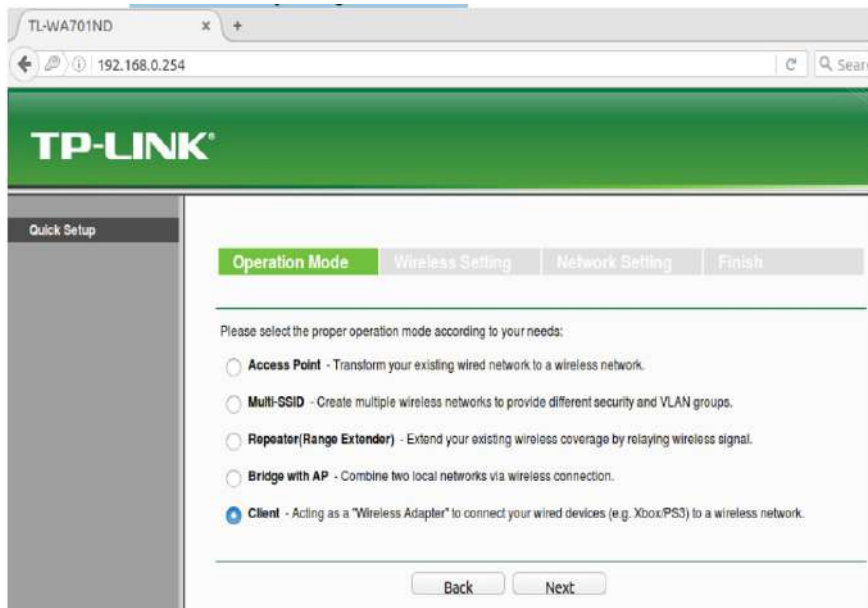 TL-WA701ND
192.168.0.254
Sear
TP-LINK®
Quick Setup
Operation Mode Wireless Setting Network Setting Finish
Please select the proper operation mode according to your needs:
Access Point - Transform your existing wired network to a wireless network.
Multi-SSID - Create multiple wireless networks to provide different security and VLAN groups.
Repeater(Range Extender) - Extend your existing wireless coverage by relaying wireless signal.
Bridge with AP - Combine two local networks via wireless connection.
Client - Acting as a "Wireless Adapter" to connect your wired devices (e.g. Xbox/PS3) to a wireless network.
Back Next